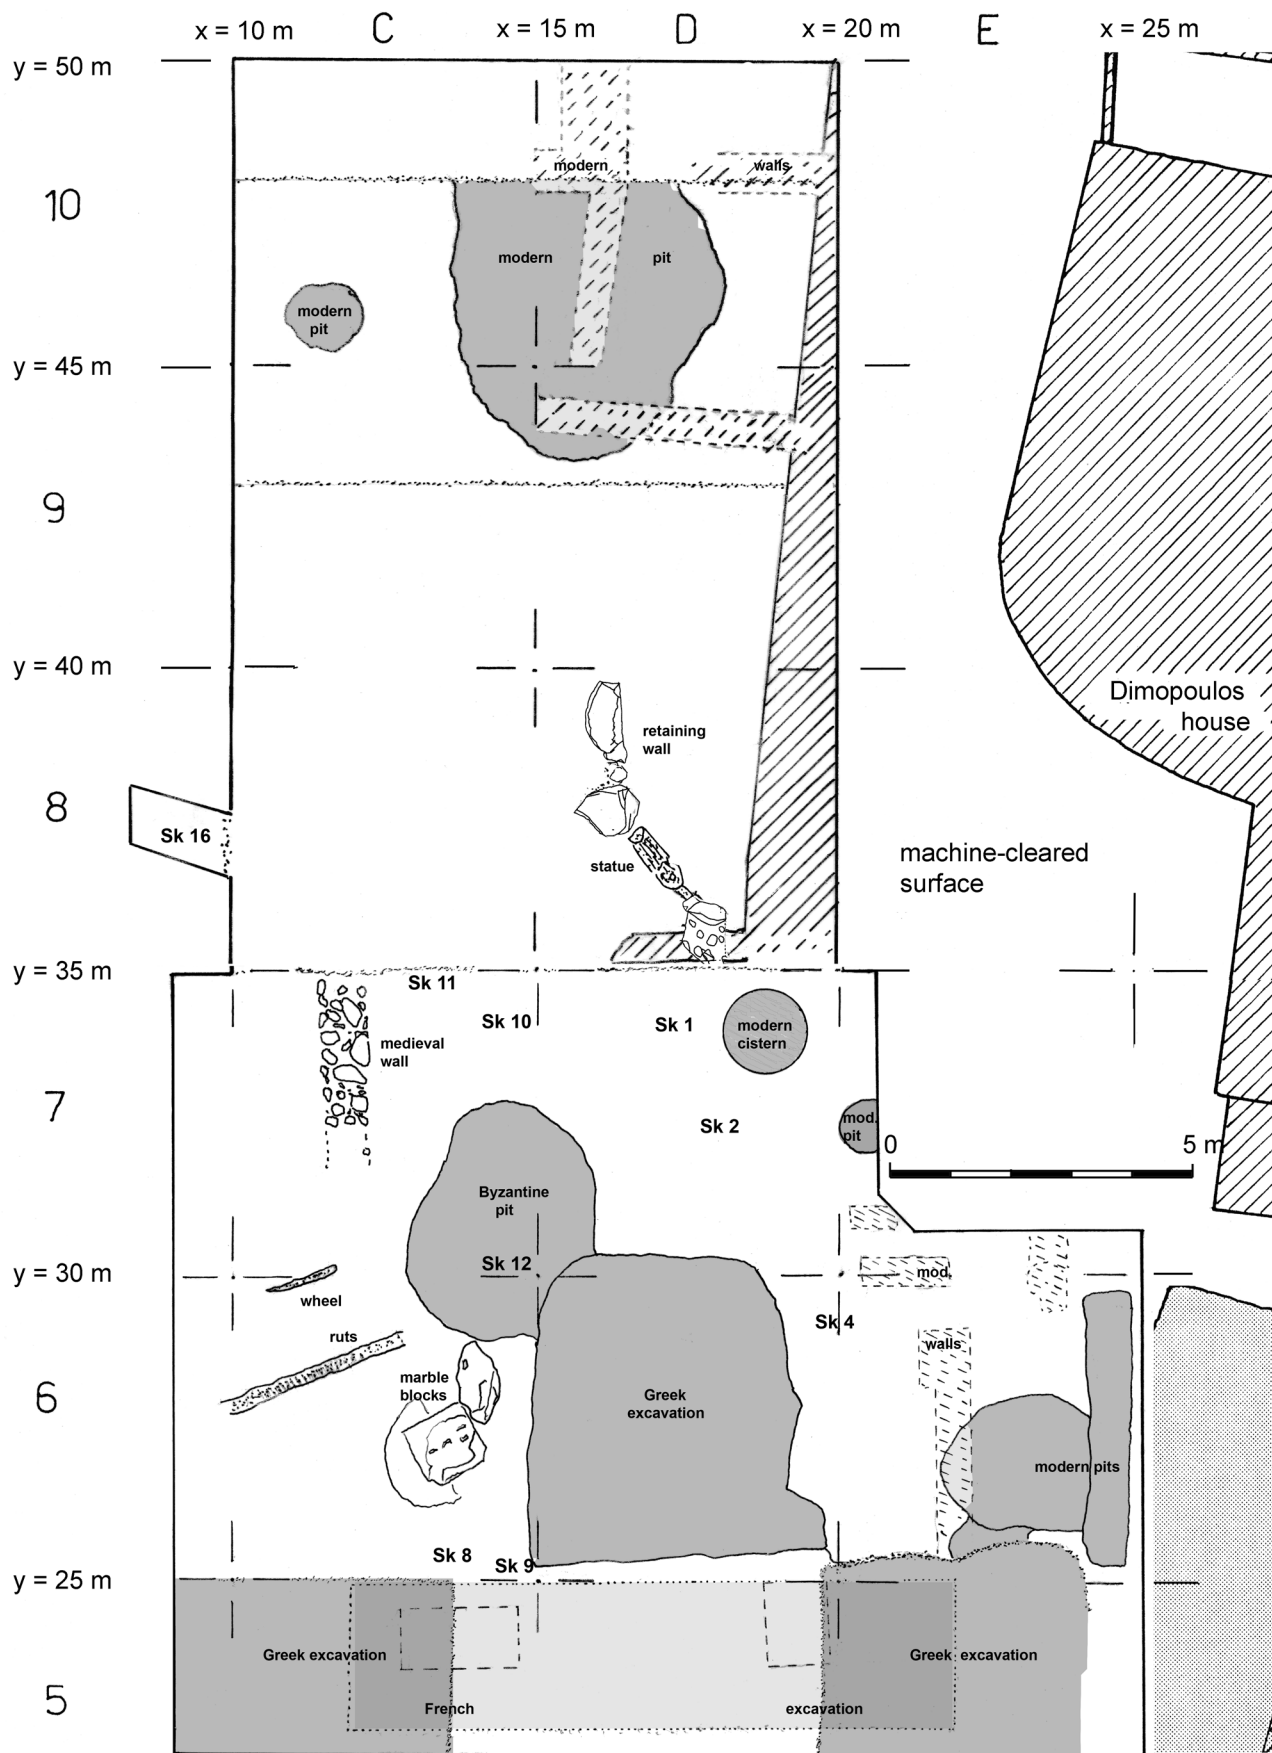 x = 10 m C x = 15 m D x = 20 m E x = 25 m
y = 50 m
modern walls
10
modern pit
modern
pit
y = 45 m
9
y = 40 m
Dimopoulos
house
retaining
wall
8
Sk 16
statue
machine-cleared
surface
y = 35 m
Sk 11
Sk 10 Sk 1
modern
cistern
medieval
wall
7
Sk 2
mod.
pit
0 5 m
Byzantine
pit
Sk 12
y = 30 m
mod.
wheel
Sk 4
ruts
walls
marble
blocks
6
Greek
excavation
modern pits
Sk 8
Sk 9
y = 25 m
Greek excavation Greek excavation
5
French excavation